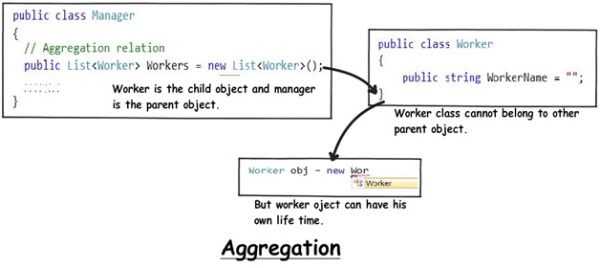 public class Manager
{
// Aggregation relation
public List<Worker> Workers = new List<Worker>();
........
........
Worker is the child object and manager
is the parent object.
}
public class Worker
{
public string WorkerName = "";
}
Worker class cannot belong to other
parent object.
Worker obj - new Wor
Worker
But worker oject can have his
own life time.
Aggregation